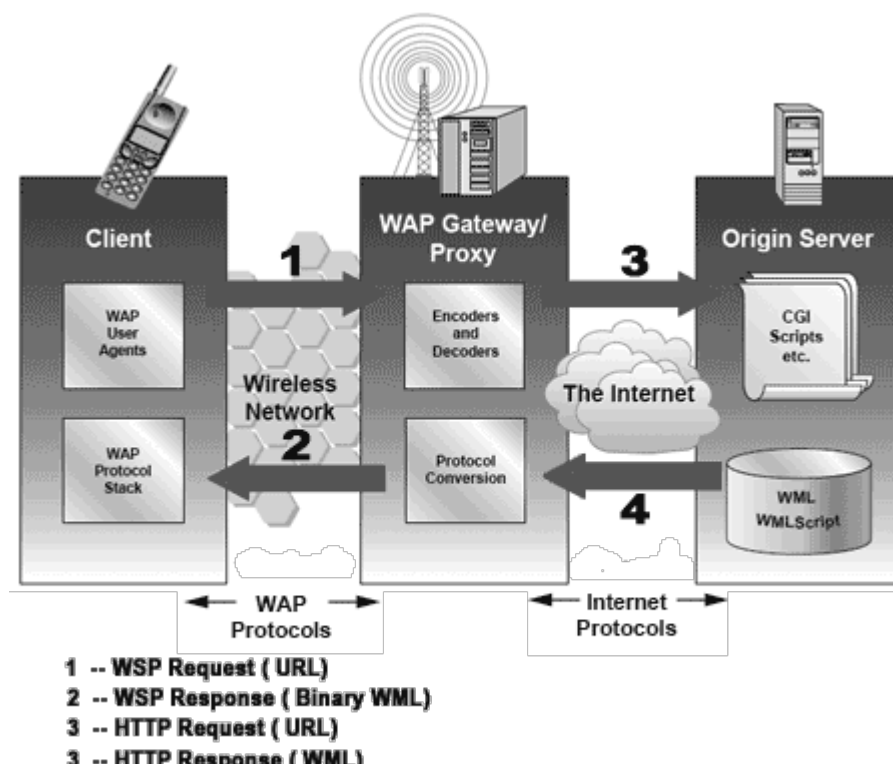 Client
WAP
User
Agents
WAP
Protocol
Stack
1
Wireless
Network
2
WAP Gateway/
Proxy
Encoders
and
Decoders
Protocol
Conversion
3
The Internet
4
Origin Server
CGI
Scripts
etc.
WML
WMLScript
WAP
Protocols
Internet
Protocols
1 -- WSP Request ( URL)
2 -- WSP Response ( Binary WML)
3 -- HTTP Request ( URL)
3 -- HTTP Response ( WML)